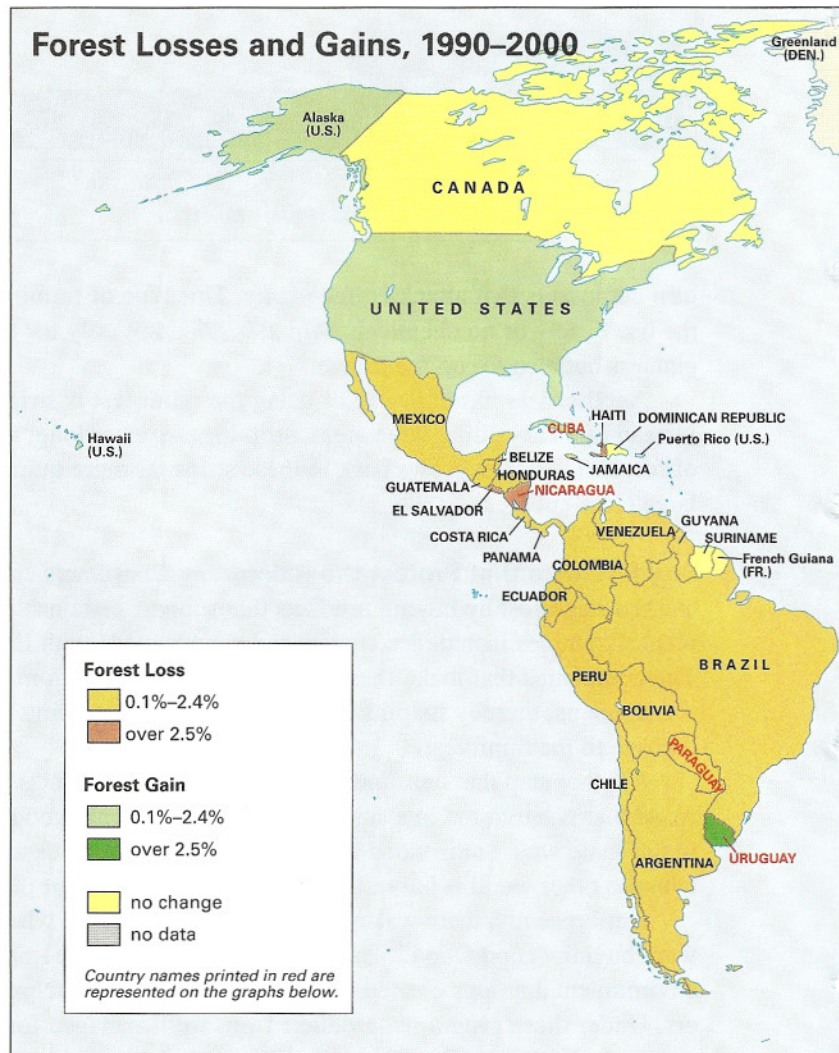 Forest Losses and Gains, 1990–2000
Greenland
(DEN.)
Alaska
(U.S.)
CANADA
UNITED STATES
Hawaii
(U.S.)
MEXICO
CUBA
HAITI
DOMINICAN REPUBLIC
Puerto Rico (U.S.)
BELIZE
JAMAICA
HONDURAS
GUATEMALA
NICARAGUA
EL SALVADOR
COSTA RICA
PANAMA
VENEZUELA
GUYANA
SURINAME
French Guiana
(FR.)
COLOMBIA
ECUADOR
PERU
BRAZIL
BOLIVIA
PARAGUAY
CHILE
ARGENTINA
URUGUAY
Forest Loss
0.1%–2.4%
over 2.5%
Forest Gain
0.1%–2.4%
over 2.5%
no change
no data
Country names printed in red are
represented on the graphs below.